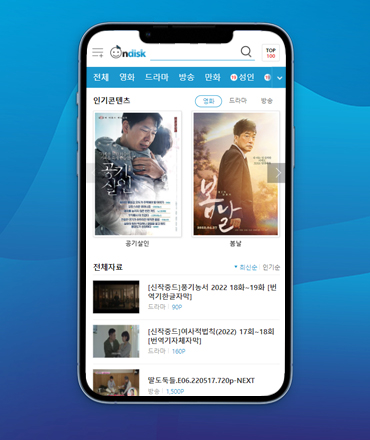 ondisk
TOP
100
전체 영화 드라마 방송 만화 성인
인기콘텐츠
영화 드라마 방송
공기
살인
봄날
공기살인
봄날
전체자료
최신순 인기순
[신작중드]풍기농서 2022 18화~19화 [번
역기한글자막]
드라마 90P
[신작중드]여사적법칙(2022) 17회~18회
[번역기자체자막]
드라마 160P
딸도둑들.E06.220517.720p-NEXT
방송 1,500P